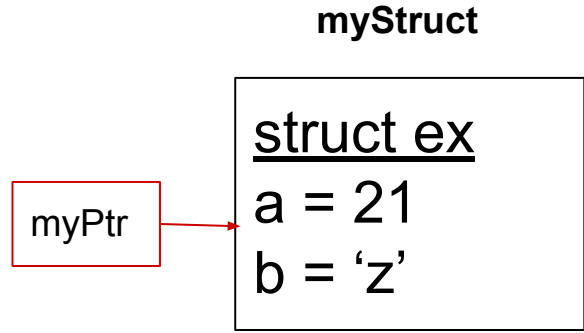 myStruct
struct ex
a = 21
myPtr
b = ‘z’